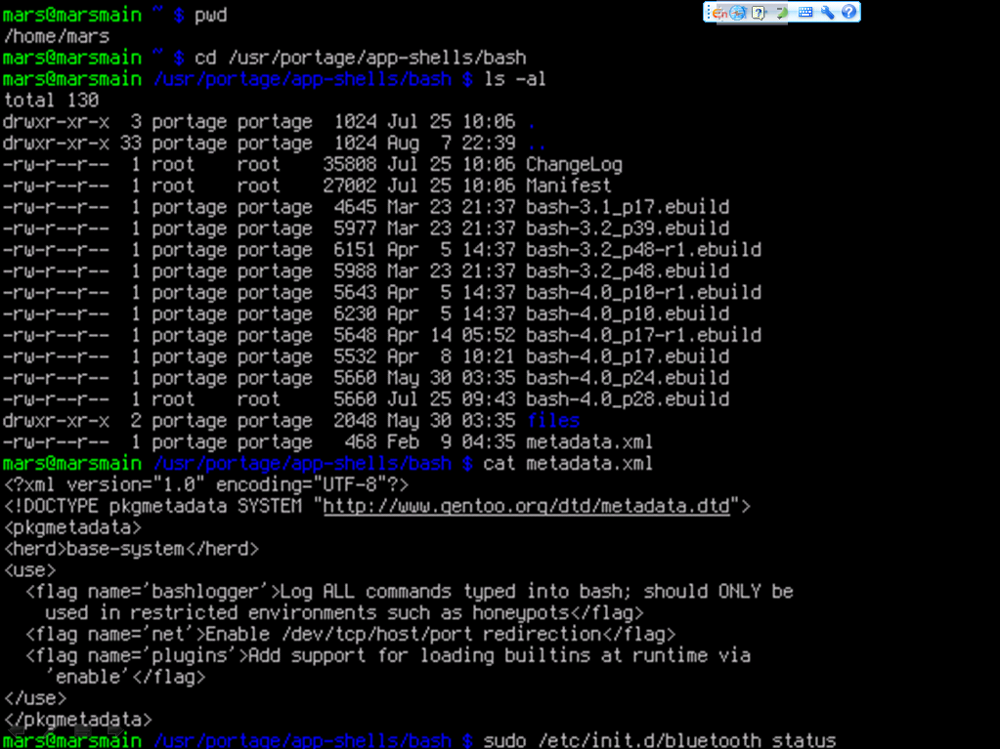 mars@marsmain ~ $ pwd
/home/mars
mars@marsmain ~ $ cd /usr/portage/app-shells/bash
mars@marsmain /usr/portage/app-shells/bash $ ls -al
total 130
drwxr-xr-x  3 portage portage  1024 Jul 25 10:06 .
drwxr-xr-x 33 portage portage  1024 Aug  7 22:39 ..
-rw-r--r--  1 root    root    35808 Jul 25 10:06 ChangeLog
-rw-r--r--  1 root    root    27002 Jul 25 10:06 Manifest
-rw-r--r--  1 portage portage  4645 Mar 23 21:37 bash-3.1_p17.ebuild
-rw-r--r--  1 portage portage  5977 Mar 23 21:37 bash-3.2_p39.ebuild
-rw-r--r--  1 portage portage  6151 Apr  5 14:37 bash-3.2_p48-r1.ebuild
-rw-r--r--  1 portage portage  5988 Mar 23 21:37 bash-3.2_p48.ebuild
-rw-r--r--  1 portage portage  5643 Apr  5 14:37 bash-4.0_p10-r1.ebuild
-rw-r--r--  1 portage portage  6230 Apr  5 14:37 bash-4.0_p10.ebuild
-rw-r--r--  1 portage portage  5648 Apr 14 05:52 bash-4.0_p17-r1.ebuild
-rw-r--r--  1 portage portage  5532 Apr  8 10:21 bash-4.0_p17.ebuild
-rw-r--r--  1 portage portage  5660 May 30 03:35 bash-4.0_p24.ebuild
-rw-r--r--  1 root    root     5660 Jul 25 09:43 bash-4.0_p28.ebuild
drwxr-xr-x  2 portage portage  2048 May 30 03:35 files
-rw-r--r--  1 portage portage   468 Feb  9 04:35 metadata.xml
mars@marsmain /usr/portage/app-shells/bash $ cat metadata.xml
<?xml version="1.0" encoding="UTF-8"?>
<!DOCTYPE pkgmetadata SYSTEM "http://www.gentoo.org/dtd/metadata.dtd">
<pkgmetadata>
<herd>base-system</herd>
<use>
  <flag name='bashlogger'>Log ALL commands typed into bash; should ONLY be
    used in restricted environments such as honeypots</flag>
  <flag name='net'>Enable /dev/tcp/host/port redirection</flag>
  <flag name='plugins'>Add support for loading builtins at runtime via
    'enable'</flag>
</use>
</pkgmetadata>
mars@marsmain /usr/portage/app-shells/bash $ sudo /etc/init.d/bluetooth status
En